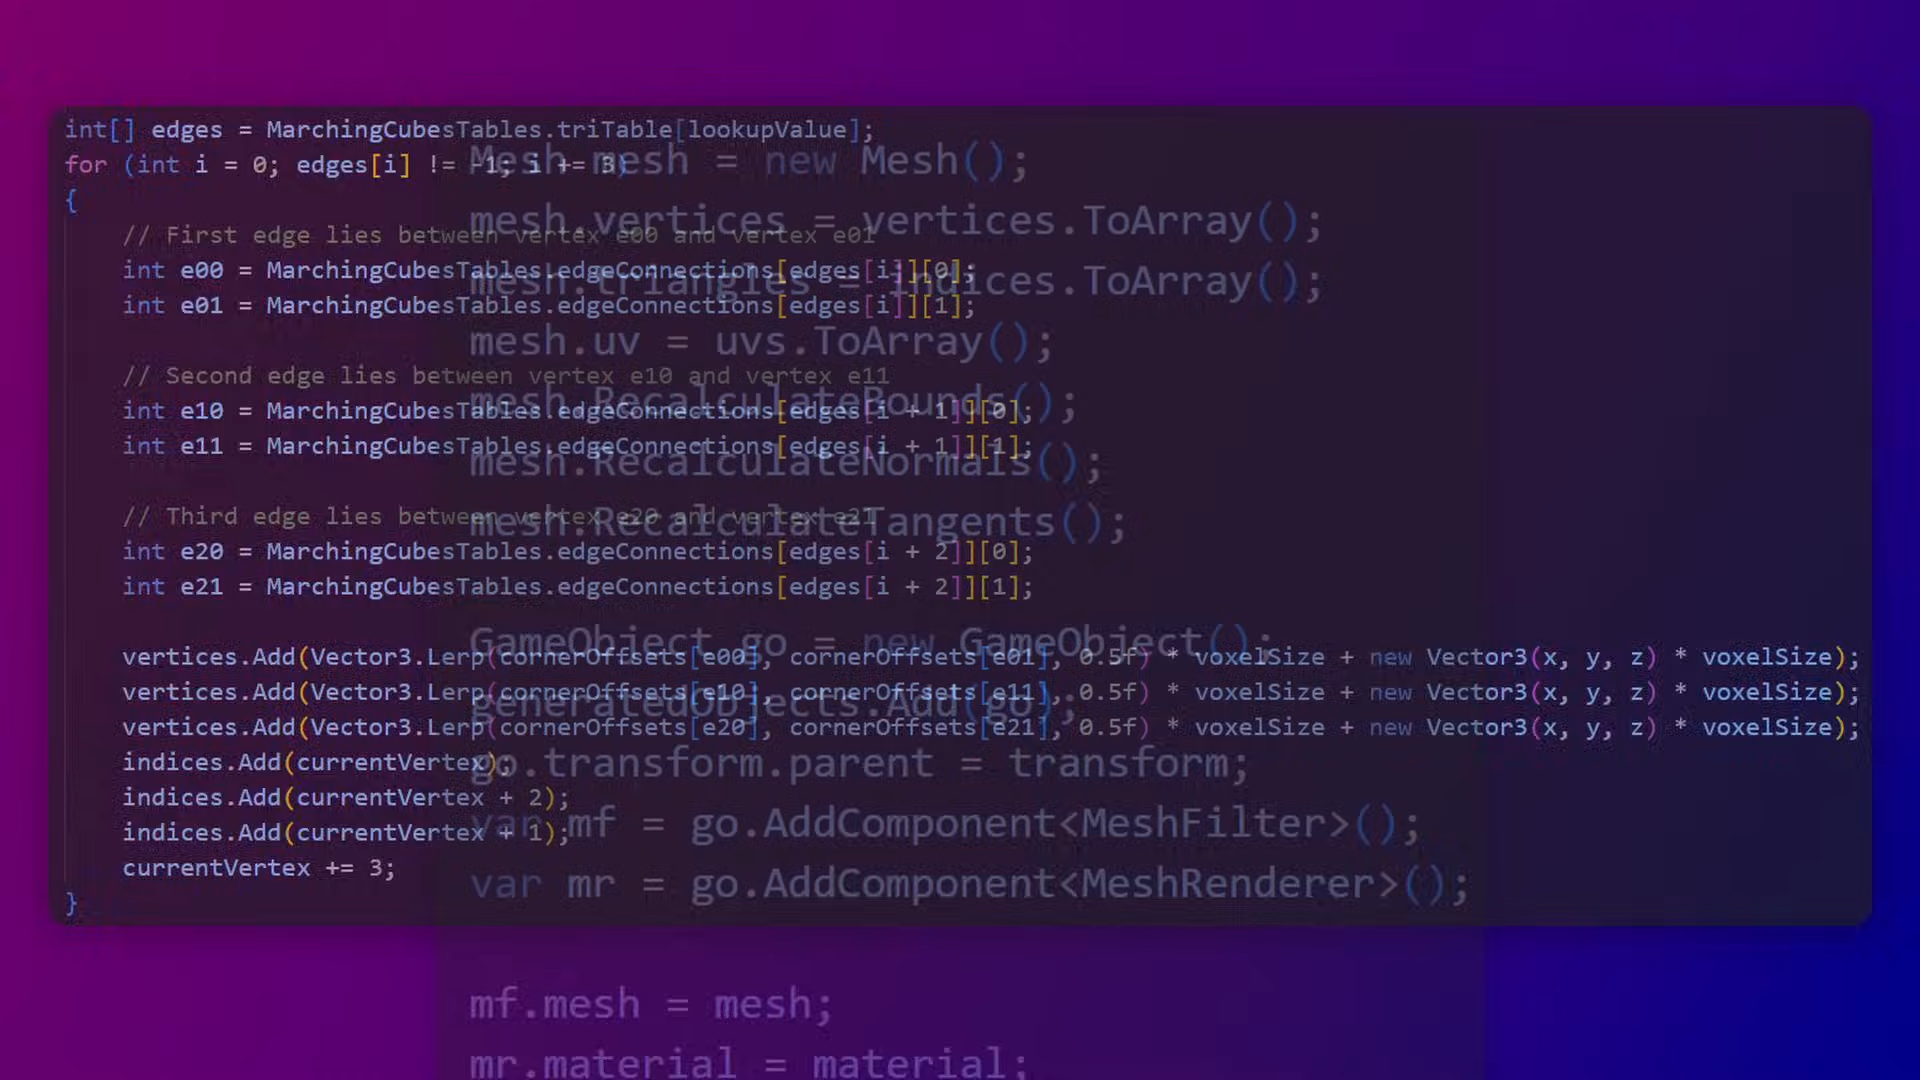 int[] edges = MarchingCubesTables.triTable[lookupValue];
for (int i = 0; edges[i] != -1; i += 3)
{
// First edge lies between vertex e00 and vertex e01
int e00 = MarchingCubesTables.edgeConnections[edges[i]][0];
int e01 = MarchingCubesTables.edgeConnections[edges[i]][1];
// Second edge lies between vertex e10 and vertex e11
int e10 = MarchingCubesTables.edgeConnections[edges[i + 1]][0];
int e11 = MarchingCubesTables.edgeConnections[edges[i + 1]][1];
// Third edge lies between vertex e20 and vertex e21
int e20 = MarchingCubesTables.edgeConnections[edges[i + 2]][0];
int e21 = MarchingCubesTables.edgeConnections[edges[i + 2]][1];
vertices.Add(Vector3.Lerp(cornerOffsets[e00], cornerOffsets[e01], 0.5f) * voxelSize + new Vector3(x, y, z) * voxelSize);
vertices.Add(Vector3.Lerp(cornerOffsets[e10], cornerOffsets[e11], 0.5f) * voxelSize + new Vector3(x, y, z) * voxelSize);
vertices.Add(Vector3.Lerp(cornerOffsets[e20], cornerOffsets[e21], 0.5f) * voxelSize + new Vector3(x, y, z) * voxelSize);
indices.Add(currentVertex);
indices.Add(currentVertex + 2);
indices.Add(currentVertex + 1);
currentVertex += 3;
}
Mesh mesh = new Mesh();
mesh.vertices = vertices.ToArray();
mesh.triangles = indices.ToArray();
mesh.uv = uvs.ToArray();
mesh.RecalculateBounds();
mesh.RecalculateNormals();
mesh.RecalculateTangents();
GameObject go = new GameObject();
generatedObjects.Add(go);
go.transform.parent = transform;
var mf = go.AddComponent<MeshFilter>();
var mr = go.AddComponent<MeshRenderer>();
mf.mesh = mesh;
mr.material = material;